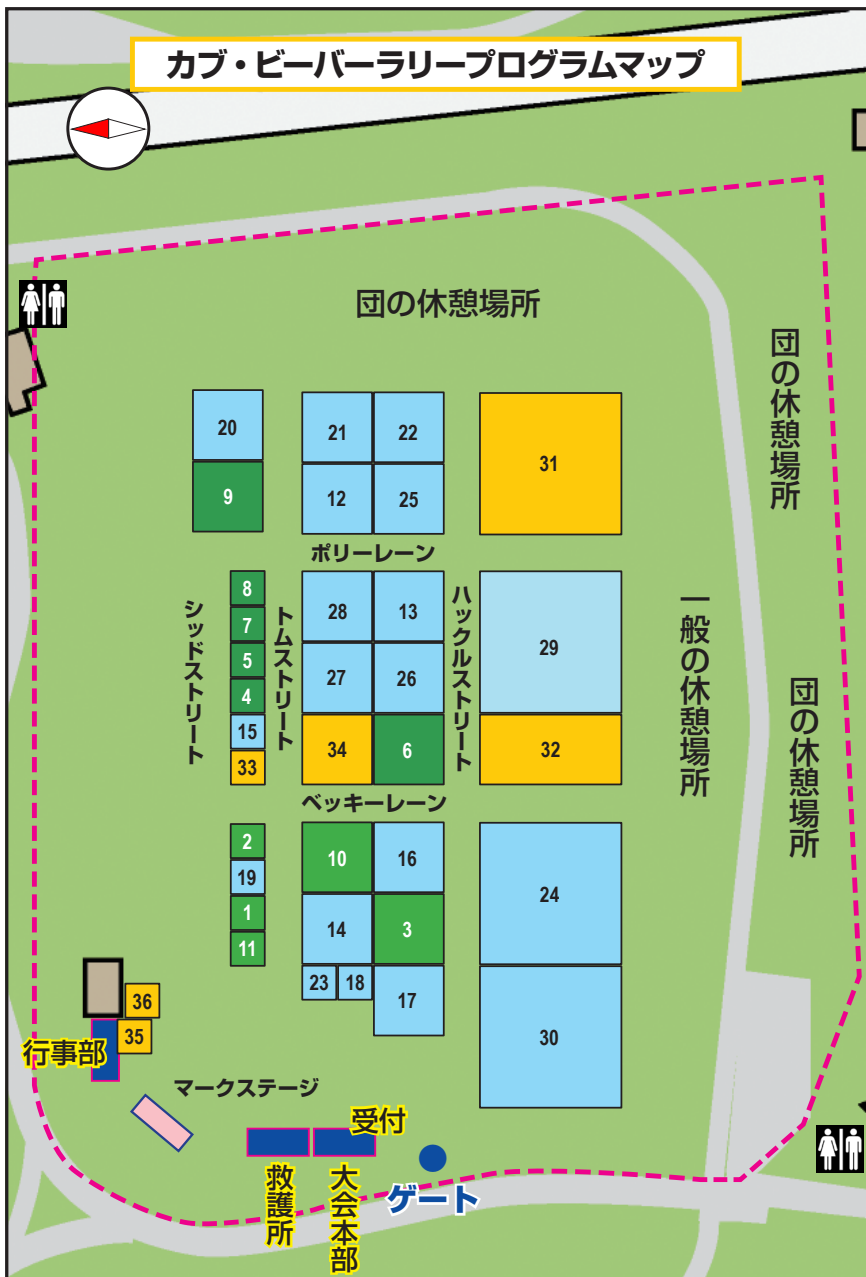 カブ・ビーバーラリープログラムマップ
団の休憩場所
団の休憩場所
20
21
22
31
9
12
25
ポリーレーン
シッドストリート
8
7
5
4
15
33
トムストリート
28
13
27
26
34
6
ハックルストリート
29
32
一般の休憩場所
団の休憩場所
ベッキーレーン
2
19
1
11
10
16
14
3
23
18
17
24
30
36
35
行事部
マークステージ
受付
救護所
大会本部
ゲート